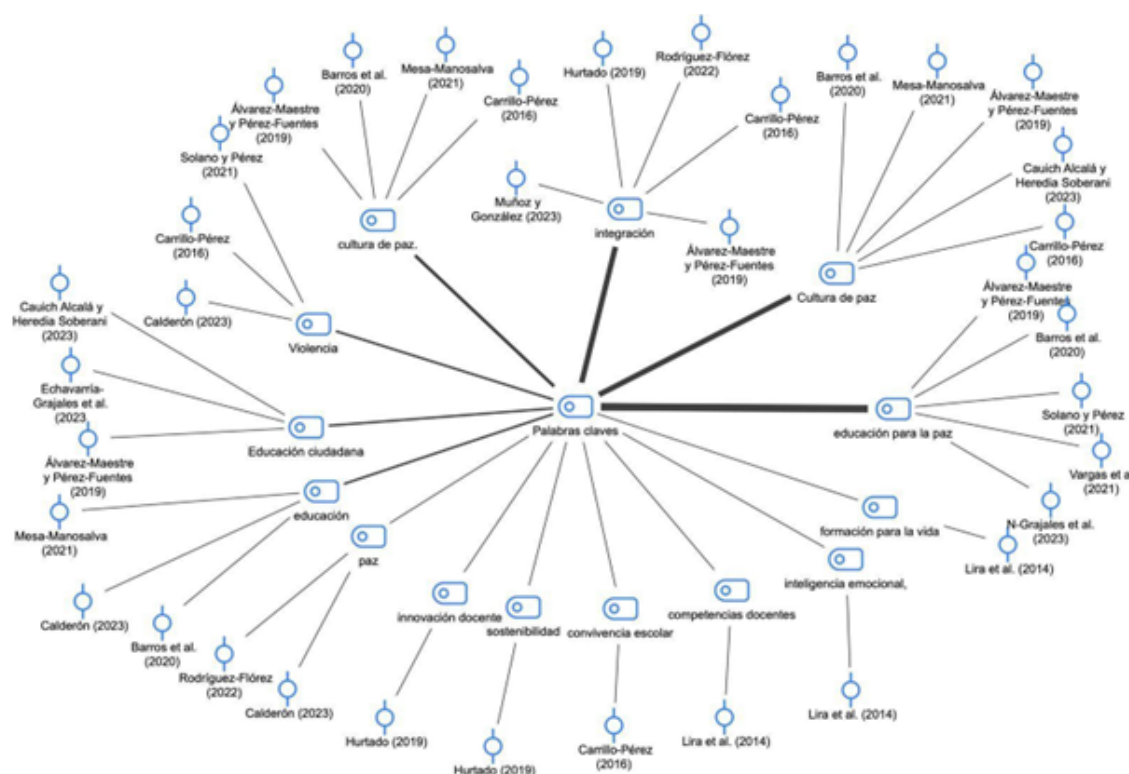 Barros et al.
(2020)
Mesa-Manosalva
(2021)
Álvarez-Maestre
y Pérez-Fuentes
(2019)
Carrillo-Pérez
(2016)
Solano y Pérez
(2021)
cultura de paz.
Hurtado (2019)
Rodríguez-Flórez
(2022)
Carrillo-Pérez
(2016)
Muñoz y
González (2023)
integración
Álvarez-Maestre
y Pérez-Fuentes
(2019)
Barros et al.
(2020)
Mesa-Manosalva
(2021)
Álvarez-Maestre
y Pérez-Fuentes
(2019)
Cauich Alcalá y
Heredia Soberani
(2023)
Carrillo-Pérez
(2016)
Cultura de paz
Carrillo-Pérez
(2016)
Calderón (2023)
Violencia
Cauich Alcalá y
Heredia Soberani
(2023)
Echavarría-
Grajales et al.
(2023
Álvarez-Maestre
y Pérez-Fuentes
(2019)
Educación ciudadana
Palabras claves
Álvarez-Maestre
y Pérez-Fuentes
(2019)
Barros et al.
(2020)
Solano y Pérez
(2021)
Vargas et a
(2021)
N-Grajales et al.
(2023)
educación para la paz
Mesa-Manosalva
(2021)
educación
Calderón (2023)
Barros et al.
(2020)
paz
Rodríguez-Flórez
(2022)
Calderón (2023)
innovación docente
Hurtado (2019)
sostenibilidad
Hurtado (2019)
convivencia escolar
Carrillo-Pérez
(2016)
competencias docentes
Lira et al. (2014)
inteligencia emocional,
Lira et al. (2014)
formación para la vida
Lira et al. (2014)